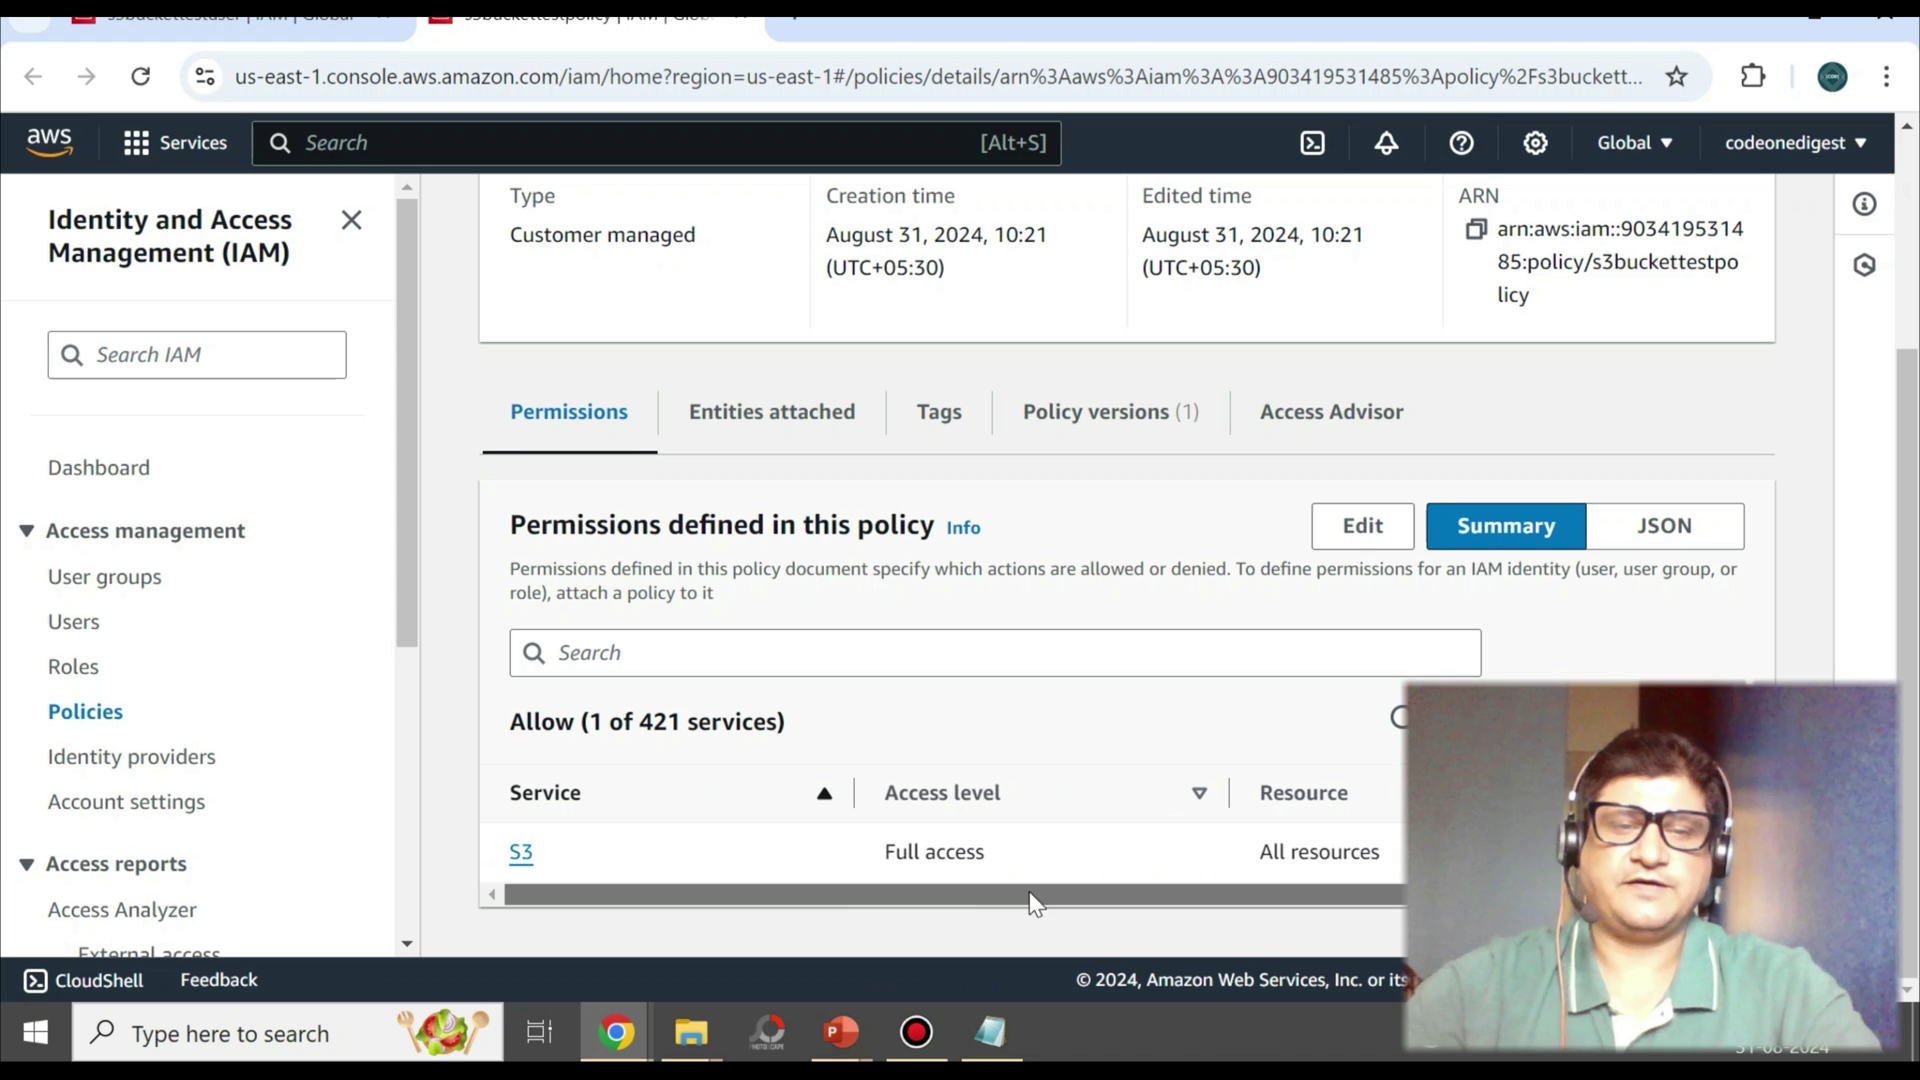 us-east-1.console.aws.amazon.com/iam/home?region=us-east-1#/policies/details/arn%3Aaws%3Aiam%3A%3A903419531485%3Apolicy%2Fs3buckett...
aws
Services
Search
[Alt+S]
Global
codeonedigest
Identity and Access
Management (IAM)
Search IAM
Dashboard
Access management
User groups
Users
Roles
Policies
Identity providers
Account settings
Access reports
Access Analyzer
External access
Type
Customer managed
Creation time
August 31, 2024, 10:21
(UTC+05:30)
Edited time
August 31, 2024, 10:21
(UTC+05:30)
ARN
arn:aws:iam::9034195314
85:policy/s3buckettestpo
licy
Permissions
Entities attached
Tags
Policy versions (1)
Access Advisor
Permissions defined in this policy Info
Edit
Summary
JSON
Permissions defined in this policy document specify which actions are allowed or denied. To define permissions for an IAM identity (user, user group, or
role), attach a policy to it
Search
Allow (1 of 421 services)
Service
Access level
Resource
S3
Full access
All resources
CloudShell
Feedback
© 2024, Amazon Web Services, Inc. or its
Type here to search
31-08-2024